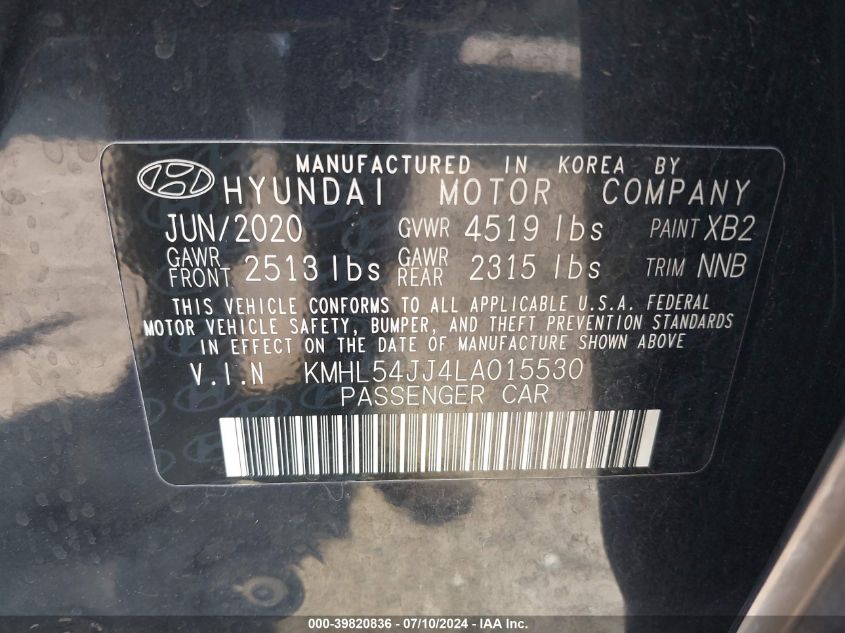 MANUFACTURED IN KOREA BY
HYUNDAI MOTOR COMPANY
JUN/2020 GVWR 4519 lbs PAINT XB2
GAWR FRONT 2513 lbs GAWR REAR 2315 lbs TRIM NNB
THIS VEHICLE CONFORMS TO ALL APPLICABLE U.S.A. FEDERAL
MOTOR VEHICLE SAFETY, BUMPER, AND THEFT PREVENTION STANDARDS
IN EFFECT ON THE DATE OF MANUFACTURE SHOWN ABOVE
V.I.N KMHL54JJ4LA015530
PASSENGER CAR
000-39820836 - 07/10/2024 - IAAI.COM